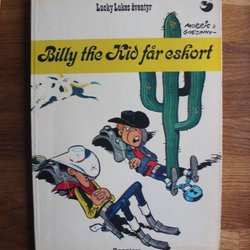 Lucky Lukes äventyr
MORRIS &
GOSCINNY
Billy the Kid får eskort